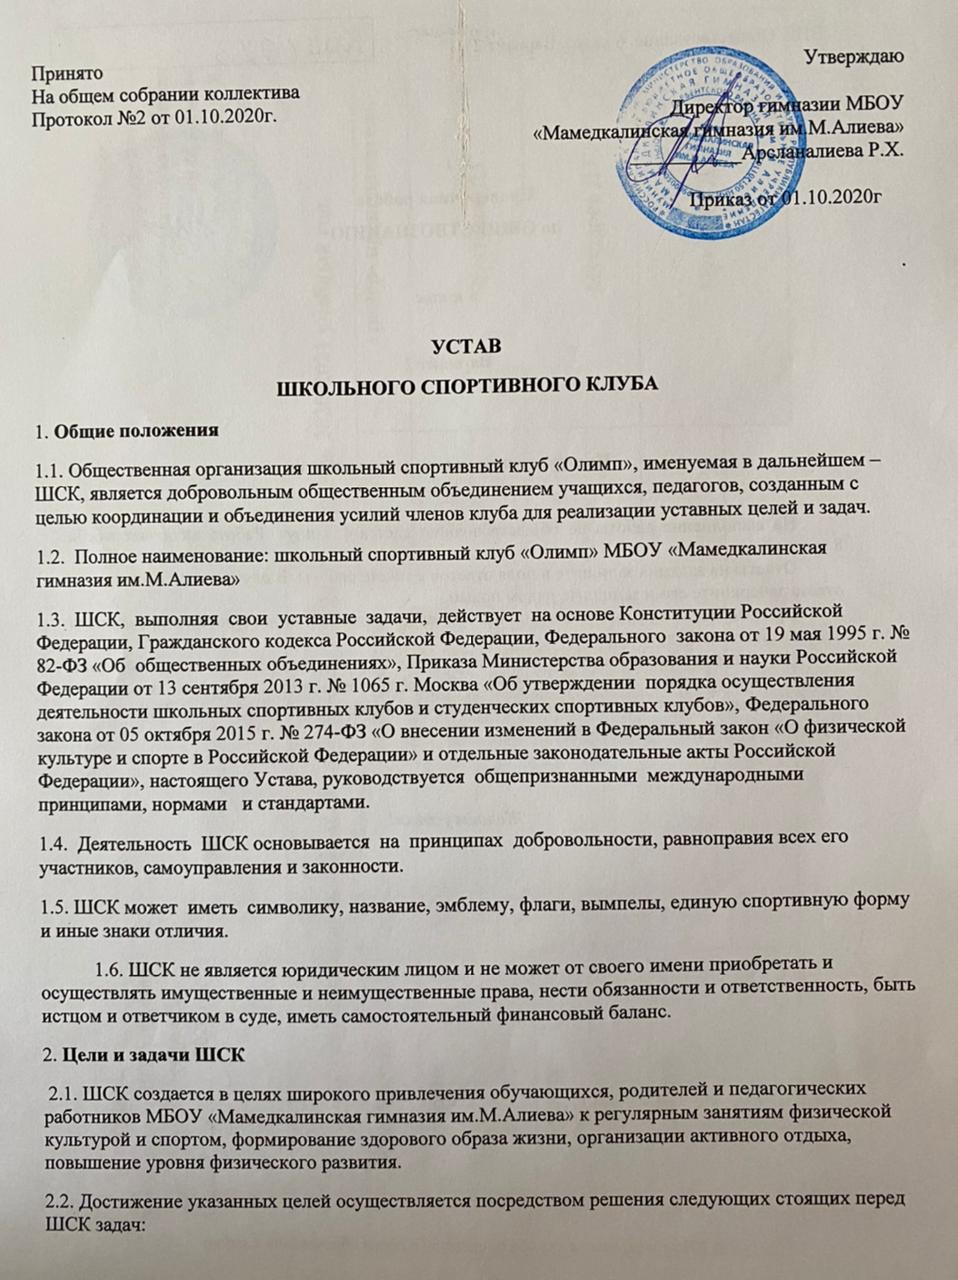 Принято
На общем собрании коллектива
Протокол №2 от 01.10.2020г.
Утверждаю
Директор гимназии МБОУ
«Мамедкалинская гимназия им.М.Алиева»
Арсланалиева Р.Х.
Приказ от 01.10.2020г
УСТАВ
ШКОЛЬНОГО СПОРТИВНОГО КЛУБА
1. Общие положения
1.1. Общественная организация школьный спортивный клуб «Олимп», именуемая в дальнейшем –
ШСК, является добровольным общественным объединением учащихся, педагогов, созданным с
целью координации и объединения усилий членов клуба для реализации уставных целей и задач.
1.2. Полное наименование: школьный спортивный клуб «Олимп» МБОУ «Мамедкалинская
гимназия им.М.Алиева»
1.3. ШСК, выполняя свои уставные задачи, действует на основе Конституции Российской
Федерации, Гражданского кодекса Российской Федерации, Федерального закона от 19 мая 1995 г. №
82-ФЗ «Об общественных объединениях», Приказа Министерства образования и науки Российской
Федерации от 13 сентября 2013 г. № 1065 г. Москва «Об утверждении порядка осуществления
деятельности школьных спортивных клубов и студенческих спортивных клубов», Федерального
закона от 05 октября 2015 г. № 274-ФЗ «О внесении изменений в Федеральный закон «О физической
культуре и спорте в Российской Федерации» и отдельные законодательные акты Российской
Федерации», настоящего Устава, руководствуется общепризнанными международными
принципами, нормами и стандартами.
1.4. Деятельность ШСК основывается на принципах добровольности, равноправия всех его
участников, самоуправления и законности.
1.5. ШСК может иметь символику, название, эмблему, флаги, вымпелы, единую спортивную форму
и иные знаки отличия.
1.6. ШСК не является юридическим лицом и не может от своего имени приобретать и
осуществлять имущественные и неимущественные права, нести обязанности и ответственность, быть
истцом и ответчиком в суде, иметь самостоятельный финансовый баланс.
2. Цели и задачи ШСК
2.1. ШСК создается в целях широкого привлечения обучающихся, родителей и педагогических
работников МБОУ «Мамедкалинская гимназия им.М.Алиева» к регулярным занятиям физической
культурой и спортом, формирование здорового образа жизни, организации активного отдыха,
повышение уровня физического развития.
2.2. Достижение указанных целей осуществляется посредством решения следующих стоящих перед
ШСК задач: